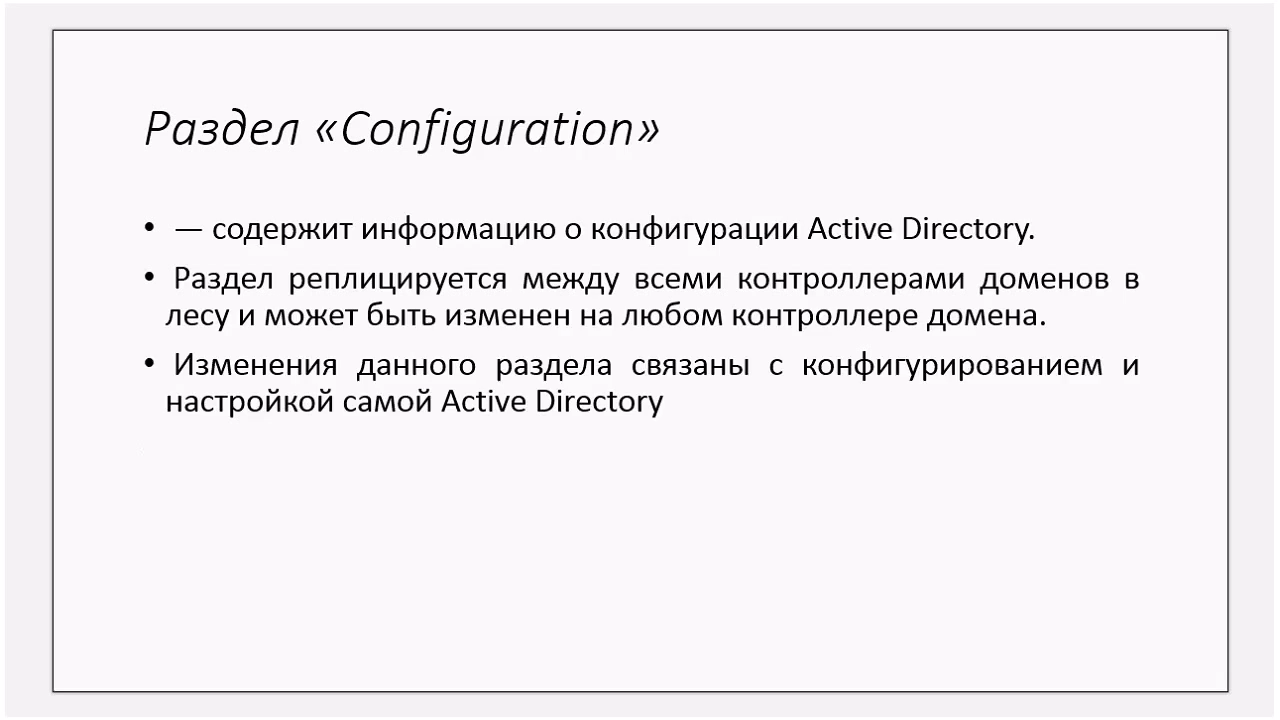 Раздел «Configuration»
• — содержит информацию о конфигурации Active Directory.
• Раздел реплицируется между всеми контроллерами доменов в
лесу и может быть изменен на любом контроллере домена.
• Изменения данного раздела связаны с конфигурированием и
настройкой самой Active Directory